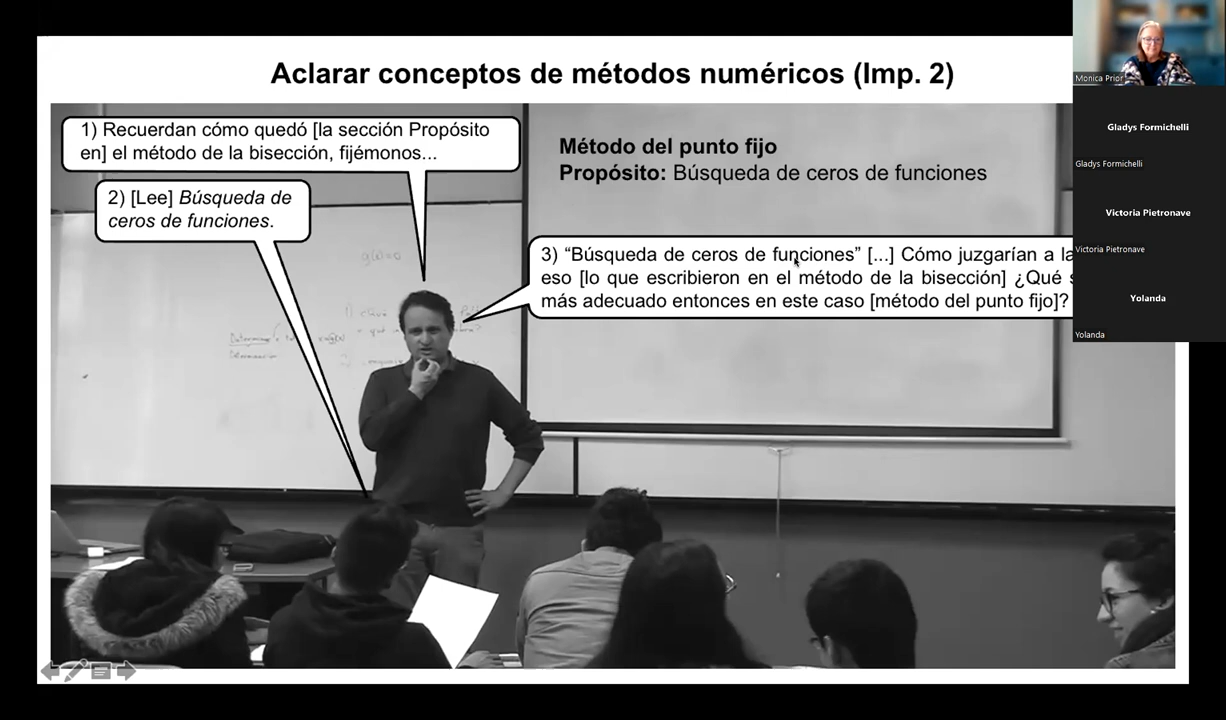 Aclarar conceptos de métodos numéricos (Imp. 2)
1) Recuerdan cómo quedó [la sección Propósito
en] el método de la bisección, fijémonos...
2) [Lee] Búsqueda de
ceros de funciones.
Método del punto fijo
Propósito: Búsqueda de ceros de funciones
3) “Búsqueda de ceros de funciones” [...] Cómo juzgarían a la
eso [lo que escribieron en el método de la bisección] ¿Qué
más adecuado entonces en este caso [método del punto fijo]?
Monica Prior
Gladys Formichelli
Gladys Formichelli
Victoria Pietronave
Victoria Pietronave
Yolanda
Yolanda